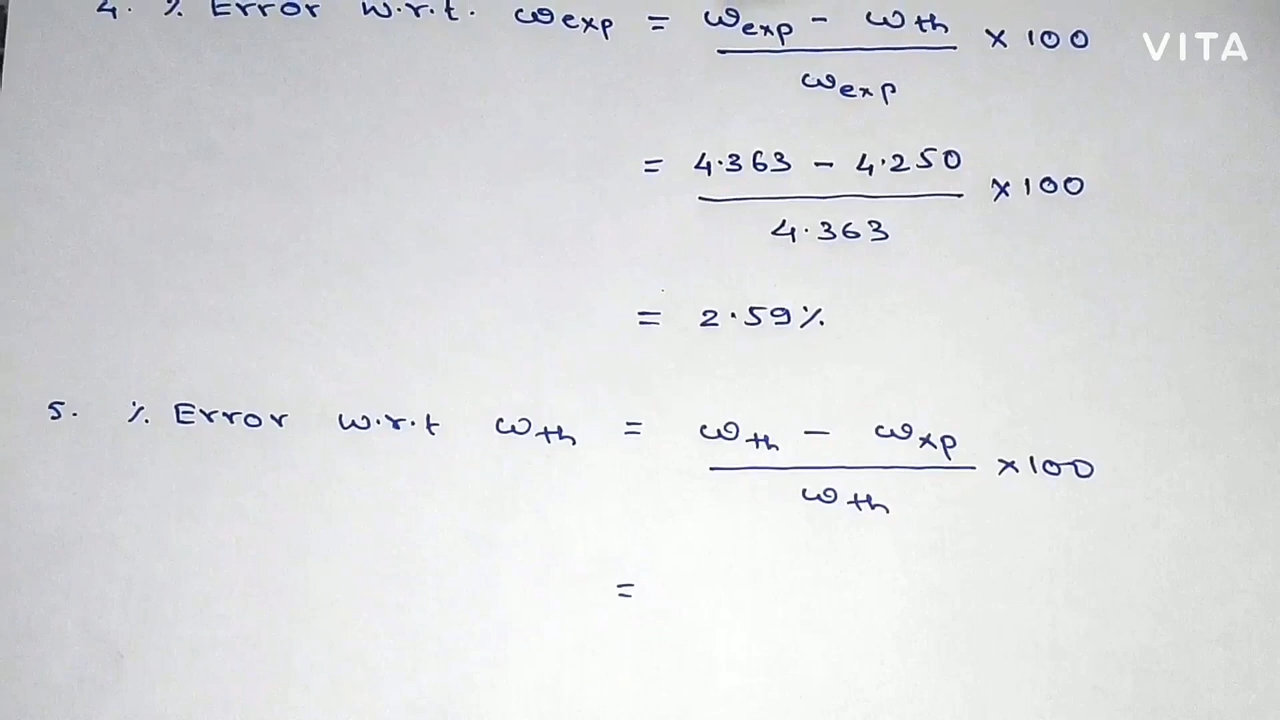 4. % Error w.r.t. ωexp = ωexp - ωth / ωexp × 100
VITA
= 4.363 - 4.250 / 4.363 × 100
= 2.59%
5. % Error w.r.t ωth = ωth - ωxp / ωth × 100
=